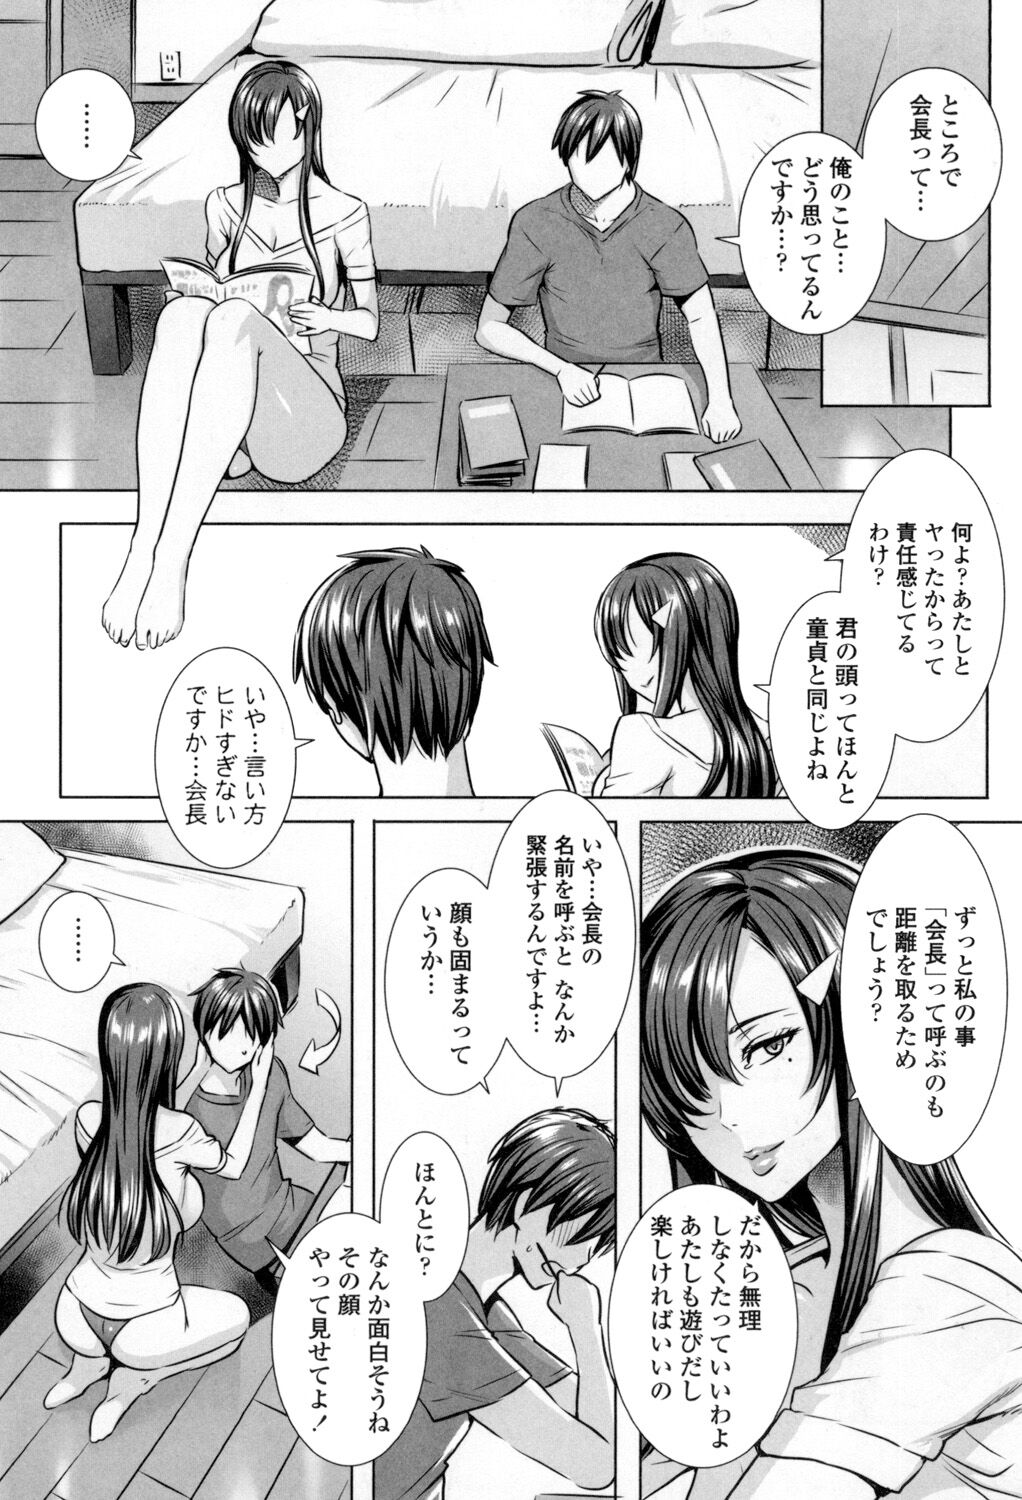 ところで
会長って…
俺のこと…
どう思ってるん
ですか…?
……
何よ?あたしと
ヤったからって
責任感じてる
わけ?
君の頭ってほんと
童貞と同じよね
いや…言い方
ヒドすぎない
ですか…会長
ずっと私の事
「会長」って呼ぶのも
距離を取るため
でしょう?
だから無理
しなくたっていいわよ
あたしも遊びだし
楽しければいいの
いや…会長の
名前を呼ぶと なんか
緊張するんですよ…
顔も固まるって
いうか…
ほんとに?
なんか面白そうね
その顔
やって見せてよ!
……